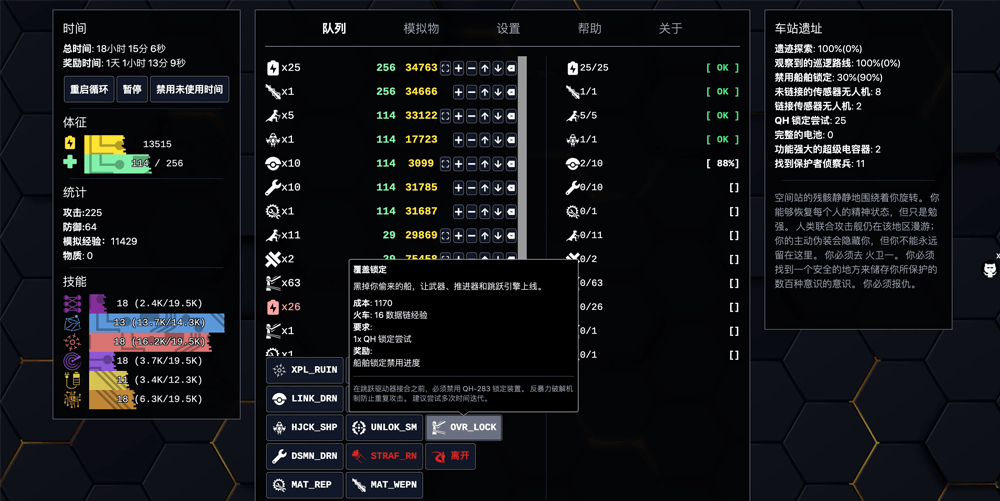 时间
总时间: 18小时 15分 6秒
奖励时间: 1天 1小时 13分 9秒
重启循环
暂停
禁用未使用时间
体征
13515
114 / 256
统计
攻击:225
防御:64
模拟经验: 11429
物质: 0
技能
18 (2.4K/19.5K)
13 (13.7K/14.3K)
18 (16.2K/19.5K)
18 (3.7K/19.5K)
11 (3.4K/12.3K)
18 (6.3K/19.5K)
队列
模拟物
设置
帮助
关于
x25 256 34763
x1 256 34666
x5 114 33122
x1 114 17723
x10 114 3099
x10 114 31785
x1 114 31687
x11 29 29869
x2 29 75458
x63
x26
x1
x1
25/25 [ OK ]
1/1 [ OK ]
5/5 [ OK ]
1/1 [ OK ]
2/10 [ 88%]
0/10 []
0/1 []
0/11 []
0/2 []
0/63 []
0/26 []
0/1 []
0/1 []
覆盖锁定
黑掉你偷来的船，让武器、推进器和跳跃引擎上线。
成本: 1170
火车: 16 数据链经验
要求:
1x QH 锁定尝试
奖励:
船舶锁定禁用进度
在跳跃驱动器接合之前，必须禁用 QH-283 锁定装置。 反暴力破解机制防止重复攻击。 建议尝试多次时间迭代。
XPL_RUIN
LINK_DRN
HJCK_SHP
UNLOK_SM
OVR_LOCK
DSMN_DRN
STRAF_RN
离开
MAT_REP
MAT_WEPN
车站遗址
遗迹探索: 100%(0%)
观察到的巡逻路线: 100%(0%)
禁用船舶锁定: 30%(90%)
未链接的传感器无人机: 8
链接传感器无人机: 2
QH 锁定尝试: 25
完整的电池: 0
功能强大的超级电容器: 2
找到保护者侦察兵: 11
空间站的残骸静静地围绕着你旋转。 你能够恢复每个人的精神状态，但只是勉强。 人类联合攻击舰仍在该地区漫游；你的主动伪装会隐藏你，但你不能永远留在这里。 你必须去 火卫一。 你必须找到一个安全的地方来储存你所保护的数百种意识的意识。 你必须报仇。